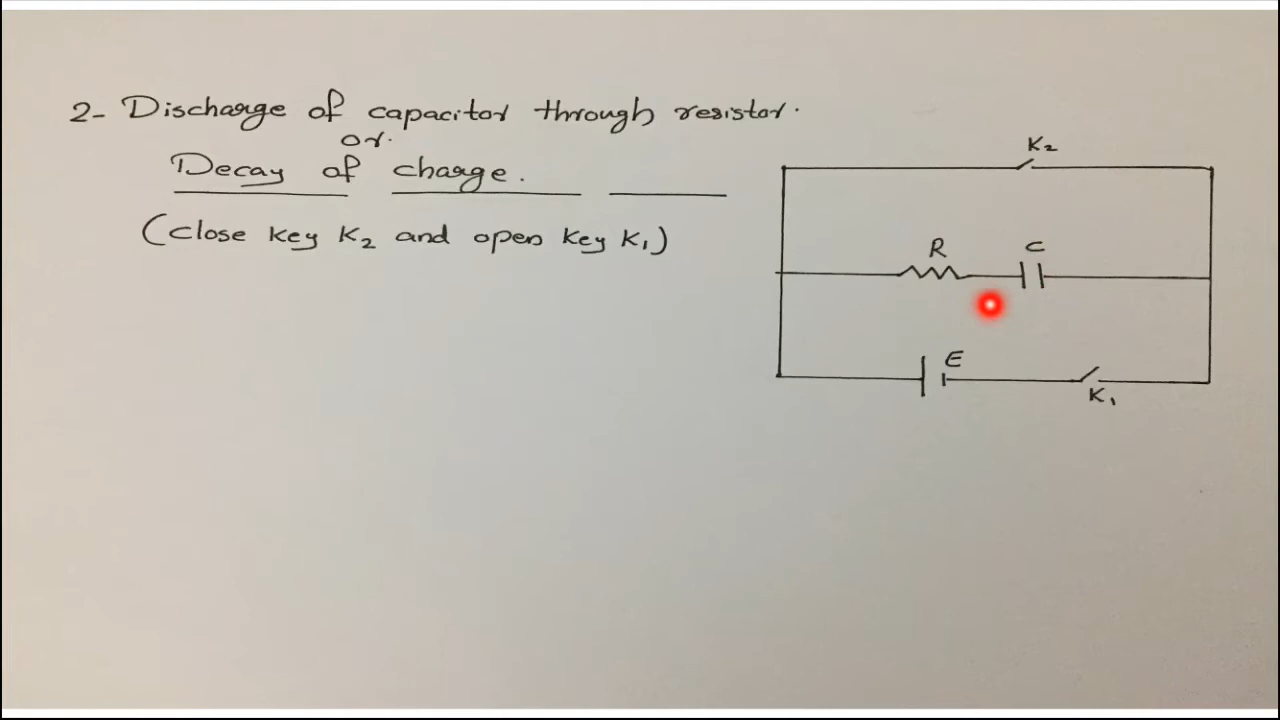 2- Discharge of capacitor through resistor.
or.
Decay of charge.
(close key K₂ and open key K₁)
K₂
R
C
E
K₁